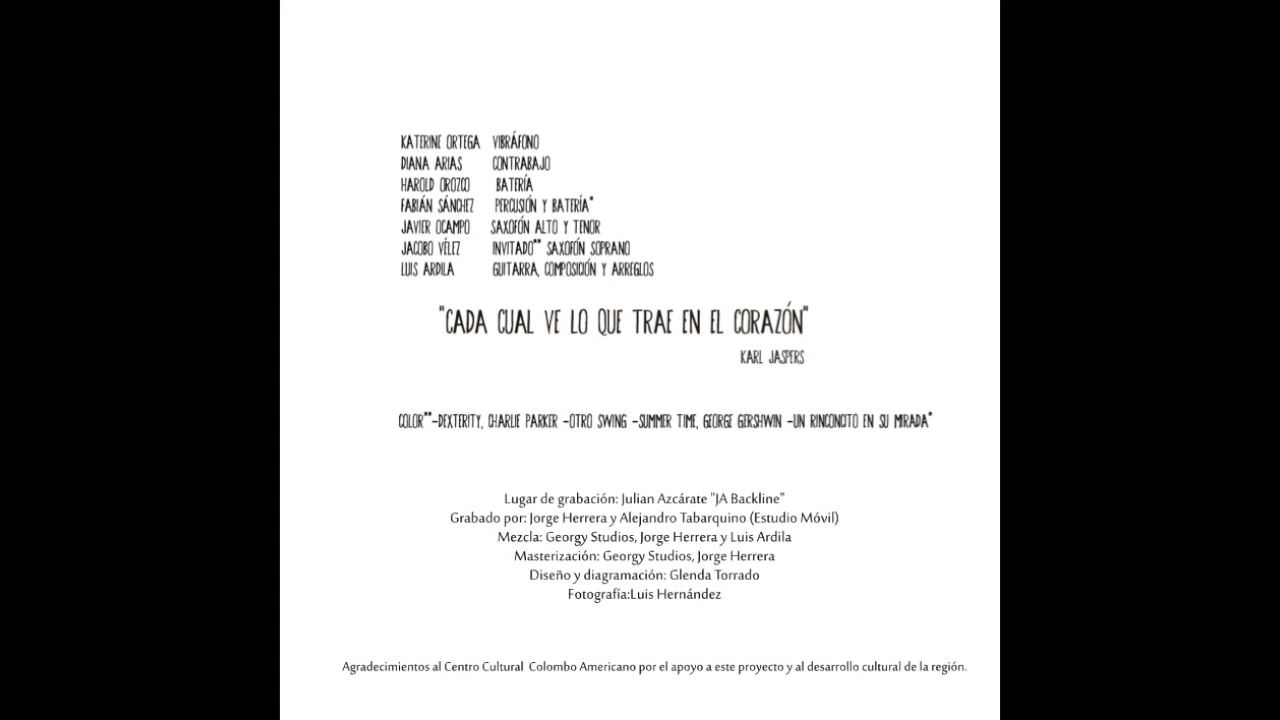 KATERINE ORTEGA VIBRÁFONO
DIANA ARIAS CONTRABAJO
HAROLD OROZCO BATERÍA
FABIÁN SÁNCHEZ PERCUSIÓN Y BATERÍA*
JAVIER OCAMPO SAXOFÓN ALTO Y TENOR
JACOBO VÉLEZ INVITADO** SAXOFÓN SOPRANO
LUIS ARDILA GUITARRA, COMPOSICIÓN Y ARREGLOS
"CADA CUAL VE LO QUE TRAE EN EL CORAZÓN"
KARL JASPERS
COLOR**-DEXTERITY, CHARLIE PARKER -OTRO SWING -SUMMER TIME, GEORGE GERSHWIN -UN RINCONCITO EN SU MIRADA*
Lugar de grabación: Julian Azcárate "JA Backline"
Grabado por: Jorge Herrera y Alejandro Tabarquino (Estudio Móvil)
Mezcla: Georgy Studios, Jorge Herrera y Luis Ardila
Masterización: Georgy Studios, Jorge Herrera
Diseño y diagramación: Glenda Torrado
Fotografía:Luis Hernández
Agradecimientos al Centro Cultural Colombo Americano por el apoyo a este proyecto y al desarrollo cultural de la región.